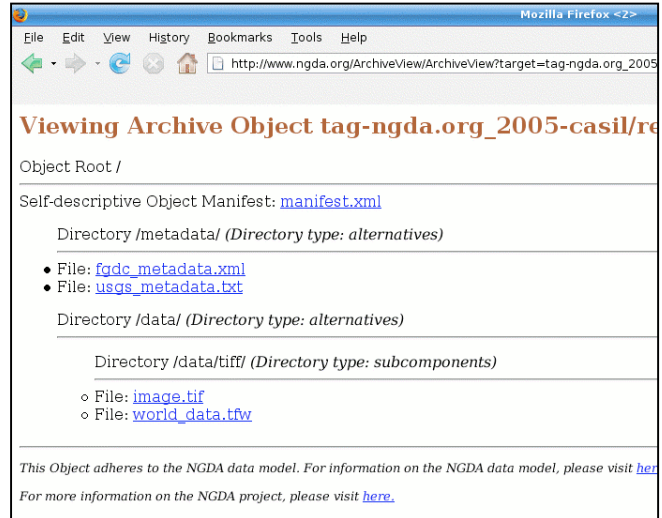 Mozilla Firefox <2>
File Edit View History Bookmarks Tools Help
http://www.ngda.org/ArchiveView/ArchiveView?target=tag-ngda.org_2005
Viewing Archive Object tag-ngda.org_2005-casil/re
Object Root /
Self-descriptive Object Manifest: manifest.xml
Directory /metadata/ (Directory type: alternatives)
File: fgdc_metadata.xml
File: usgs_metadata.txt
Directory /data/ (Directory type: alternatives)
Directory /data/tiff/ (Directory type: subcomponents)
File: image.tif
File: world_data.tfw
This Object adheres to the NGDA data model. For information on the NGDA data model, please visit her
For more information on the NGDA project, please visit here.